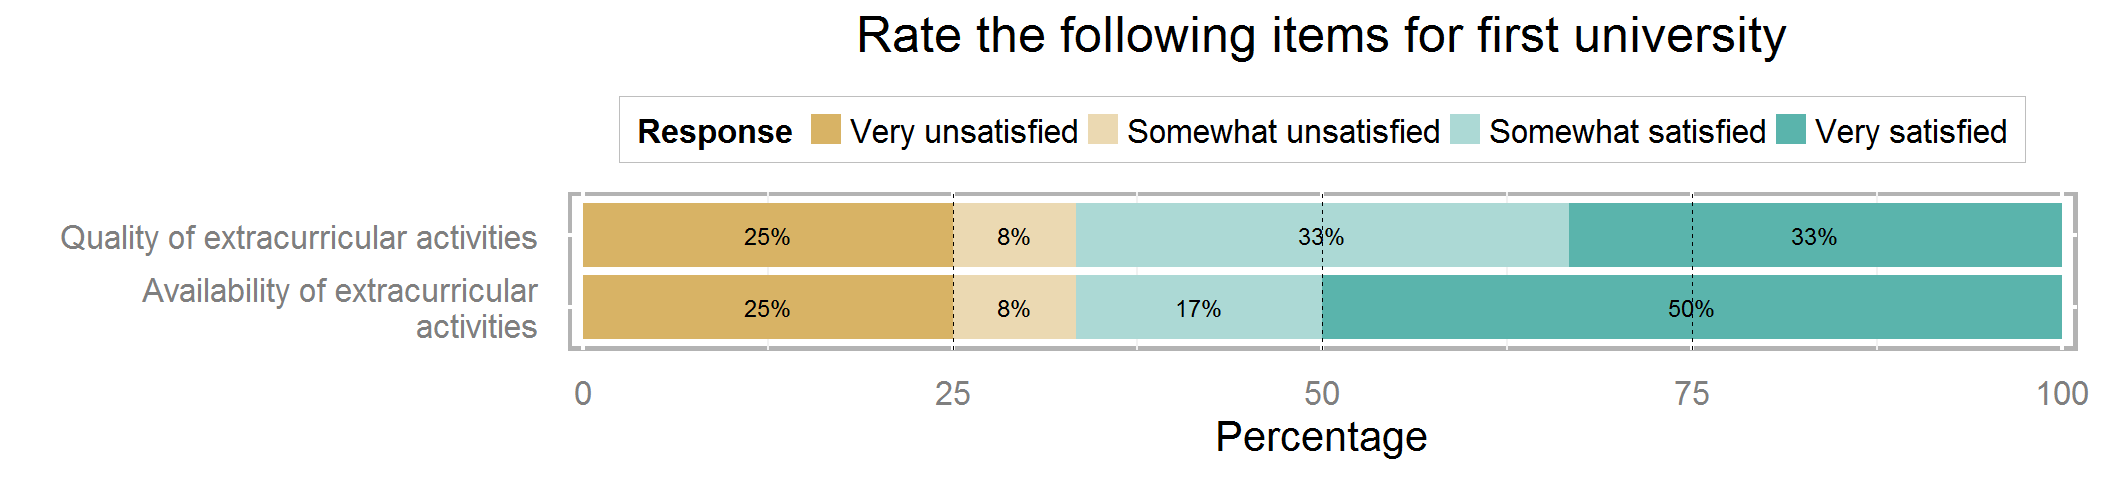 Rate the following items for first university
Response Very unsatisfied Somewhat unsatisfied Somewhat satisfied Very satisfied
Quality of extracurricular activities 25% 8% 33% 33%
Availability of extracurricular
activities 25% 8% 17% 50%
0 25 50 75 100
Percentage